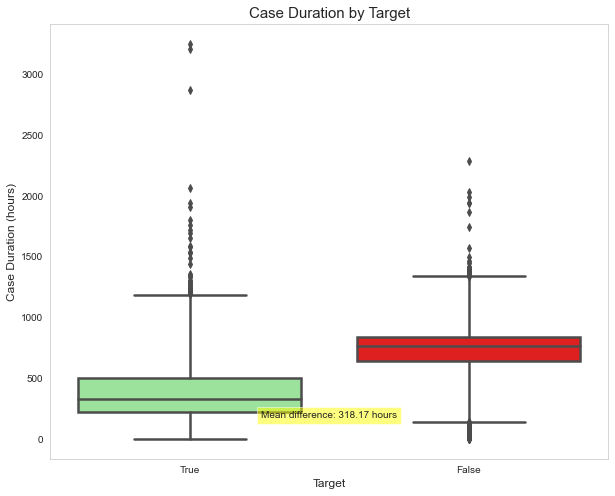 Case Duration by Target
Case Duration (hours)
3000
2500
2000
1500
1000
500
0
Mean difference: 318.17 hours
True
False
Target